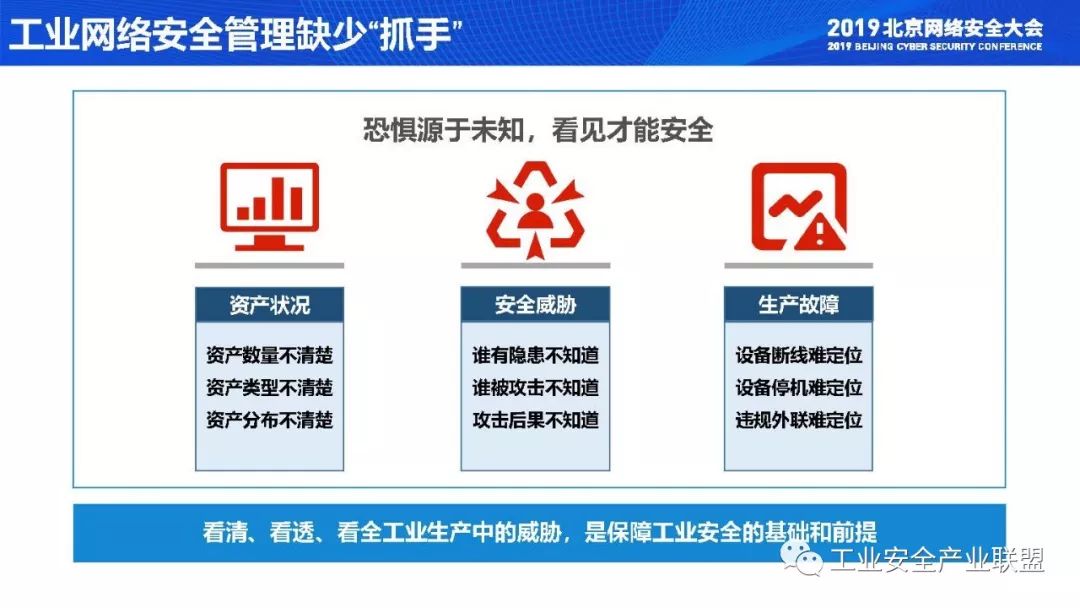 工业网络安全管理缺少“抓手”
2019北京网络安全大会
2019 BEIJING CYBER SECURITY CONFERENCE
恐惧源于未知，看见才能安全
资产状况
资产数量不清楚
资产类型不清楚
资产分布不清楚
安全威胁
谁有隐患不知道
谁被攻击不知道
攻击后果不知道
生产故障
设备断线难定位
设备停机难定位
违规外联难定位
看清、看透、看全工业生产中的威胁，是保障工业安全的基础和前提
工业安全产业联盟